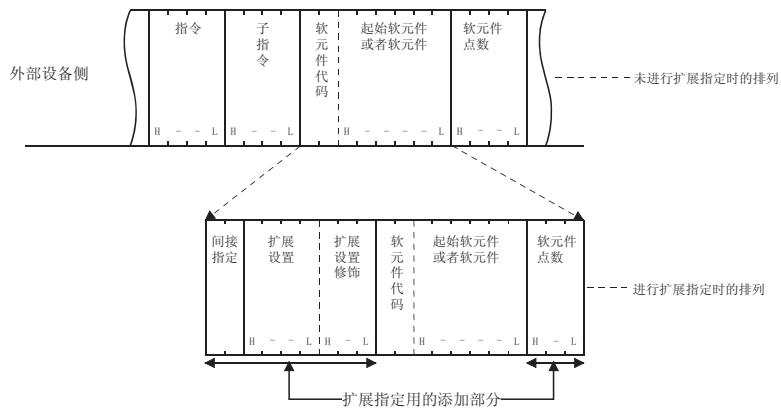 指令
子指令
软元件代码
起始软元件
或者软元件
软元件
点数
外部设备侧
未进行扩展指定时的排列
H - - L
H - - L
H - - - - L
H - - L
间接
指定
扩展
设置
扩展
设置
修饰
软元件代码
起始软元件
或者软元件
软元件
点数
进行扩展指定时的排列
H - - L
H - L
H - - - - L
H - L
扩展指定用的添加部分